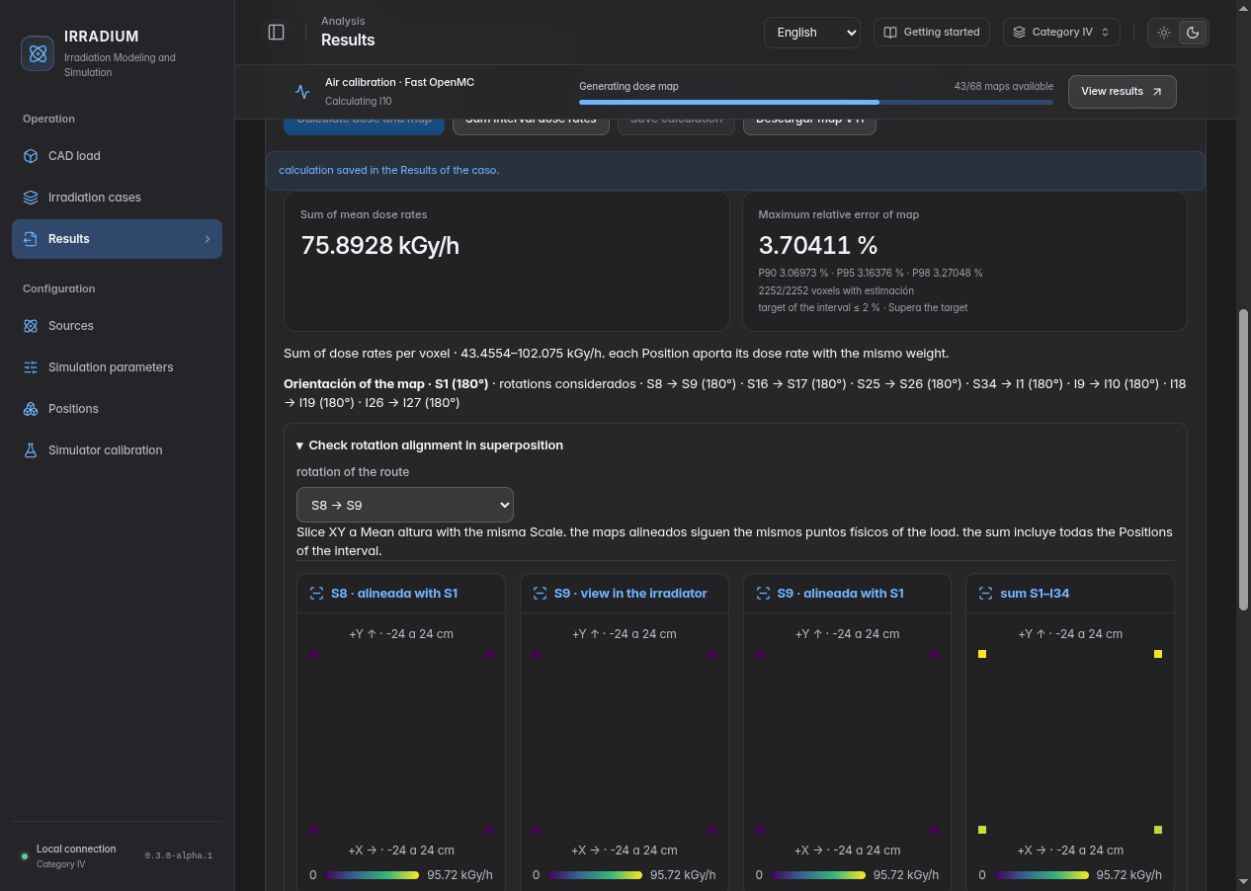 IRRADIUM
Irradiation Modeling and
Simulation
Operation
CAD load
Irradiation cases
Results
Configuration
Sources
Simulation parameters
Positions
Simulator calibration
Local connection
Category IV
0.3.0-alpha.1
Analysis
Results
English
Getting started
Category IV
Air calibration · Fast OpenMC
Calculating I10
Generating dose map
43/68 maps available
View results
Calculate dose and map
Sum interval dose rates
Save calculation
calculation saved in the Results of the caso.
Sum of mean dose rates
75.8928 kGy/h
Maximum relative error of map
3.70411 %
P90 3.06973 % · P95 3.16376 % · P98 3.27048 %
2252/2252 voxels with estimación
target of the interval ≤ 2 % · Supera the target
Sum of dose rates per voxel · 43.4554–102.075 kGy/h. each Position aporta its dose rate with the mismo weight.
Orientación of the map · S1 (180°) · rotations considerados · S8 → S9 (180°) · S16 → S17 (180°) · S25 → S26 (180°) · S34 → I1 (180°) · I9 → I10 (180°) · I18
→ I19 (180°) · I26 → I27 (180°)
▾ Check rotation alignment in superposition
rotation of the route
S8 → S9
Slice XY a Mean altura with the misma Scale. the maps alineados siguen the mismos puntos físicos of the load. the sum incluye todas the Positions
of the interval.
S8 · alineada with S1
+Y ↑ · -24 a 24 cm
+X → · -24 a 24 cm
0 95.72 kGy/h
S9 · view in the irradiator
+Y ↑ · -24 a 24 cm
+X → · -24 a 24 cm
0 95.72 kGy/h
S9 · alineada with S1
+Y ↑ · -24 a 24 cm
+X → · -24 a 24 cm
0 95.72 kGy/h
sum S1–I34
+Y ↑ · -24 a 24 cm
+X → · -24 a 24 cm
0 95.72 kGy/h